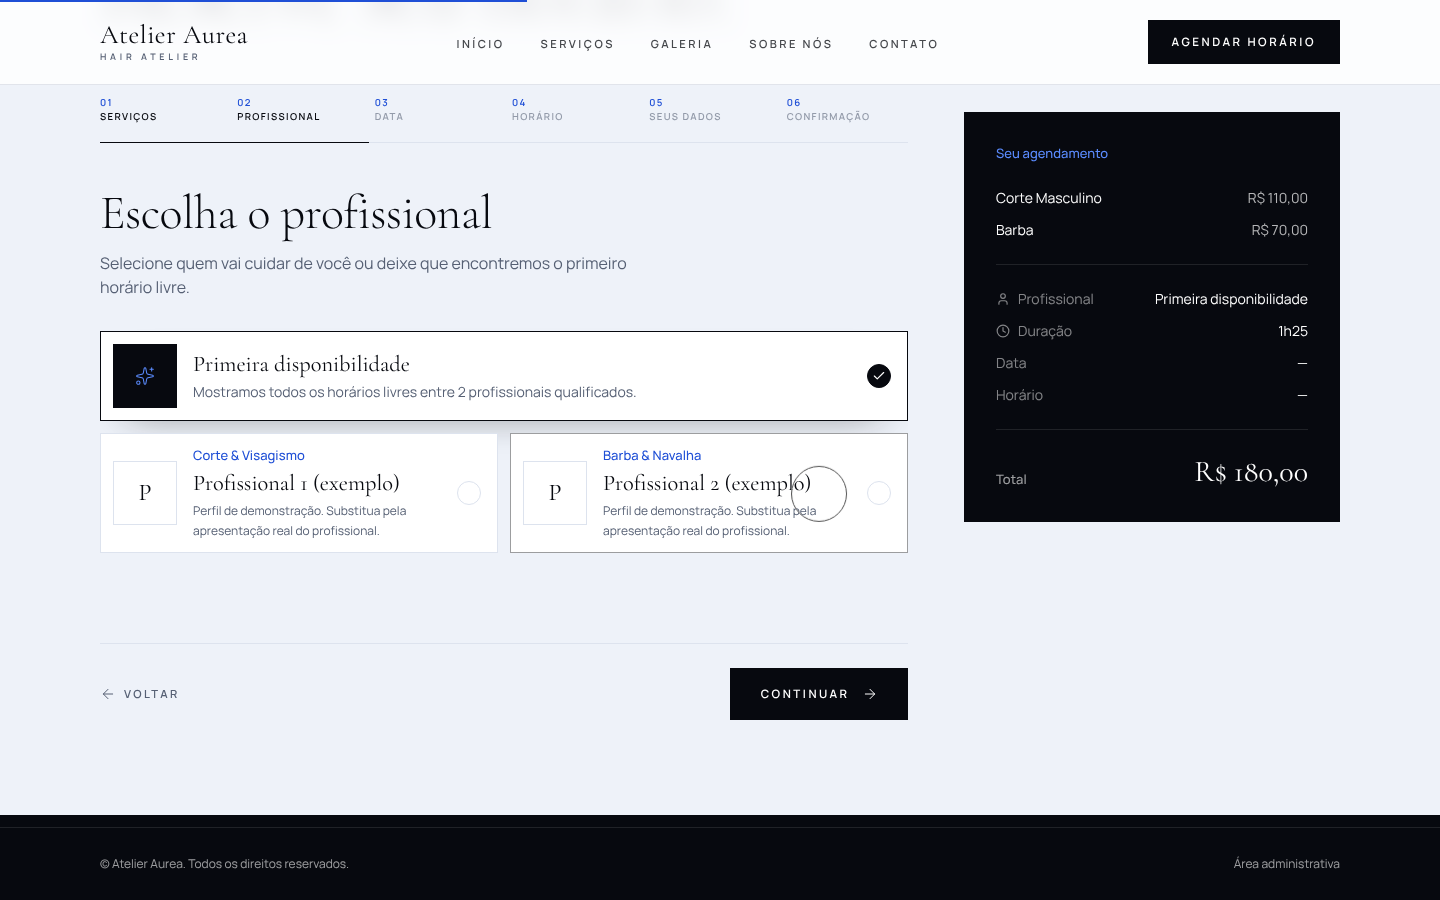 Atelier Aurea
HAIR ATELIER
INÍCIO
SERVIÇOS
GALERIA
SOBRE NÓS
CONTATO
AGENDAR HORÁRIO
01
SERVIÇOS
02
PROFISSIONAL
03
DATA
04
HORÁRIO
05
SEUS DADOS
06
CONFIRMAÇÃO
Escolha o profissional
Selecione quem vai cuidar de você ou deixe que encontremos o primeiro
horário livre.
Primeira disponibilidade
Mostramos todos os horários livres entre 2 profissionais qualificados.
Corte & Visagismo
P
Profissional 1 (exemplo)
Perfil de demonstração. Substitua pela
apresentação real do profissional.
Barba & Navalha
P
Profissional 2 (exemplo)
Perfil de demonstração. Substitua pela
apresentação real do profissional.
VOLTAR
CONTINUAR
Seu agendamento
Corte Masculino R$ 110,00
Barba R$ 70,00
Profissional Primeira disponibilidade
Duração 1h25
Data —
Horário —
Total R$ 180,00
© Atelier Aurea. Todos os direitos reservados.
Área administrativa